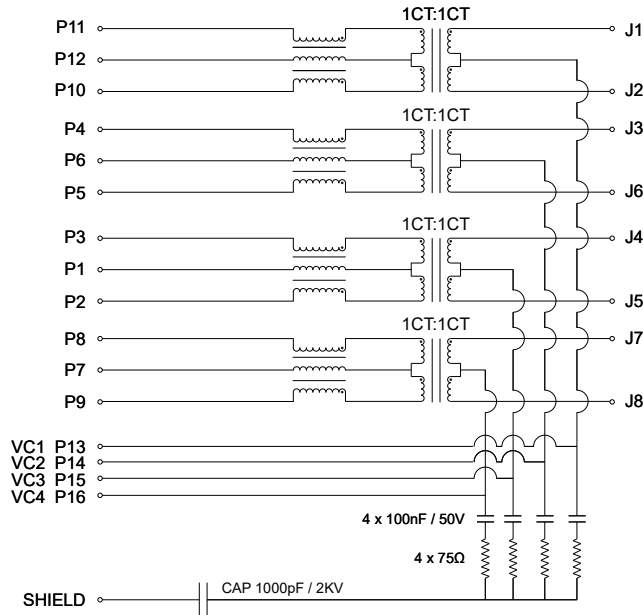 1CT:1CT
P11 J1
P12
P10 J2
1CT:1CT
P4 J3
P6
P5 J6
1CT:1CT
P3 J4
P1
P2 J5
1CT:1CT
P8 J7
P7
P9 J8
VC1 P13
VC2 P14
VC3 P15
VC4 P16
4 x 100nF / 50V
4 x 75Ω
CAP 1000pF / 2KV
SHIELD